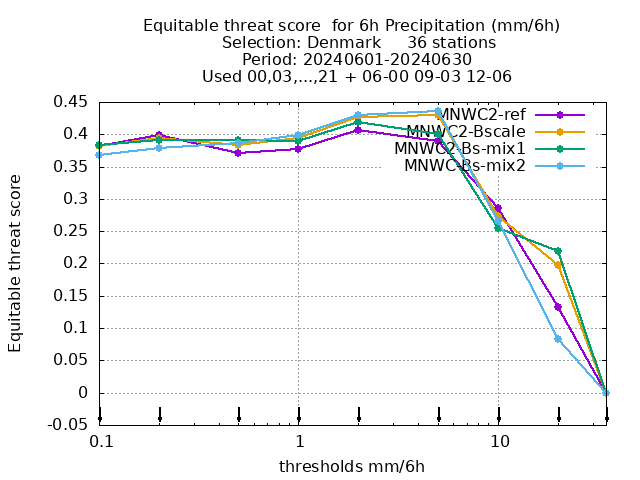 Equitable threat score  for 6h Precipitation (mm/6h)
Selection: Denmark     36 stations
Period: 20240601-20240630
Used 00,03,...,21 + 06-00 09-03 12-06
MNWC2-ref
MNWC2-Bscale
MNWC2-Bs-mix1
MNWC-Bs-mix2
Equitable threat score
0.45
0.4
0.35
0.3
0.25
0.2
0.15
0.1
0.05
0
-0.05
0.1
1
10
thresholds mm/6h